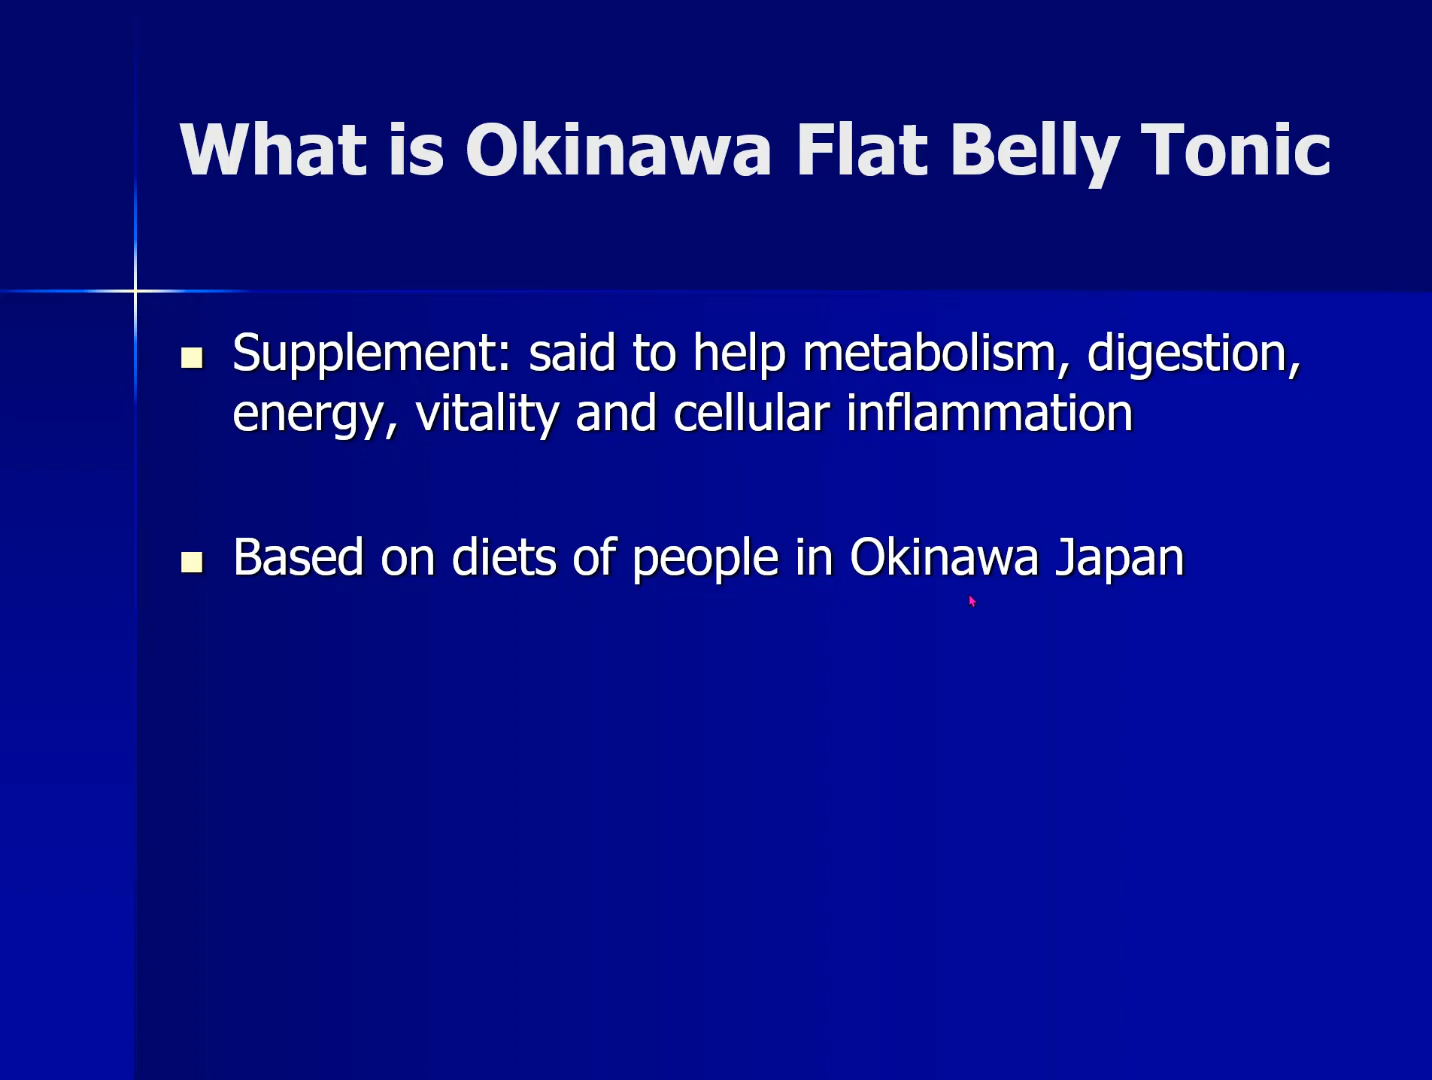 What is Okinawa Flat Belly Tonic
Supplement: said to help metabolism, digestion,
energy, vitality and cellular inflammation
Based on diets of people in Okinawa Japan